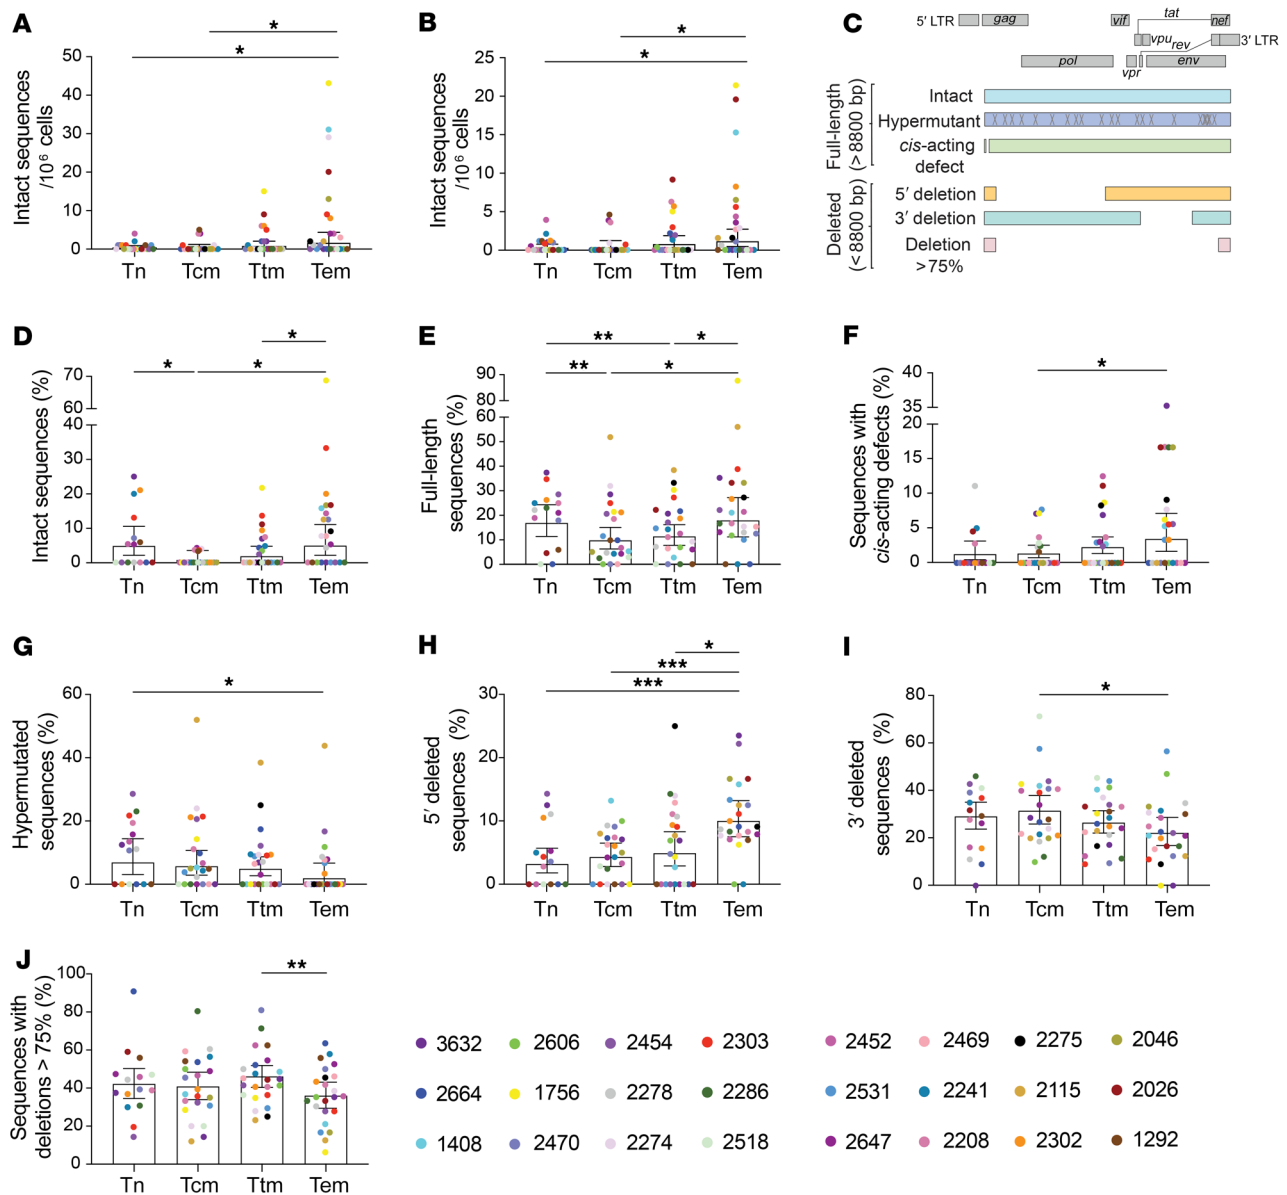 A
Intact sequences
/10⁶ cells
50
40
30
20
10
0
*
*
Tn Tcm Ttm Tem
B
Intact sequences
/10⁶ cells
25
20
15
10
5
0
*
*
Tn Tcm Ttm Tem
C
5′ LTR gag vif tat nef
vpu rev 3′ LTR
pol vpr env
Full-length
(> 8800 bp)
Intact
Hypermutant
cis-acting
defect
Deleted
(< 8800 bp)
5′ deletion
3′ deletion
Deletion
>75%
D
Intact sequences (%)
70
60
40
30
20
10
0
*
* *
Tn Tcm Ttm Tem
E
Full-length
sequences (%)
90
80
60
50
40
30
20
10
0
** *
** *
Tn Tcm Ttm Tem
F
Sequences with
cis-acting defects (%)
40
35
20
15
10
5
0
*
Tn Tcm Ttm Tem
G
Hypermutated
sequences (%)
60
40
20
0
*
Tn Tcm Ttm Tem
H
5′ deleted
sequences (%)
30
20
10
0
*
***
***
Tn Tcm Ttm Tem
I
3′ deleted
sequences (%)
80
60
40
20
0
*
Tn Tcm Ttm Tem
J
Sequences with
deletions > 75% (%)
100
80
60
40
20
0
**
Tn Tcm Ttm Tem
3632 2606 2454 2303 2452 2469 2275 2046
2664 1756 2278 2286 2531 2241 2115 2026
1408 2470 2274 2518 2647 2208 2302 1292